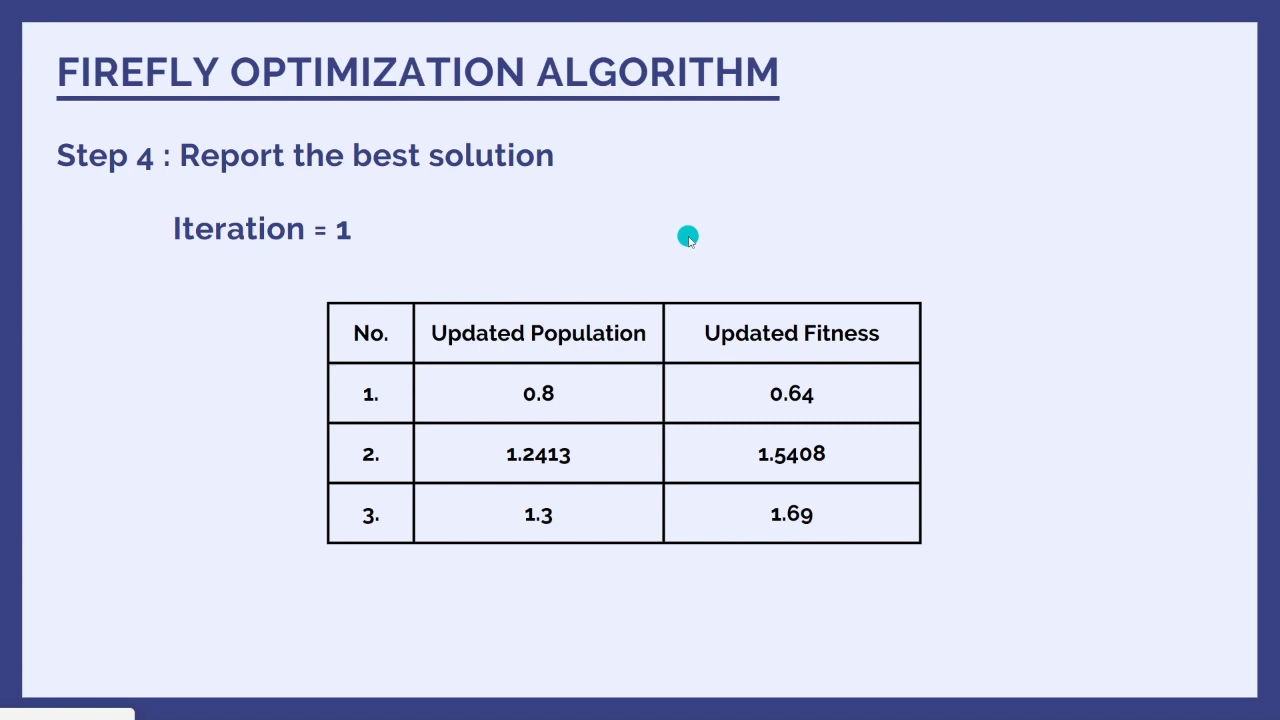 FIREFLY OPTIMIZATION ALGORITHM
Step 4 : Report the best solution
Iteration = 1
No. Updated Population Updated Fitness
1. 0.8 0.64
2. 1.2413 1.5408
3. 1.3 1.69